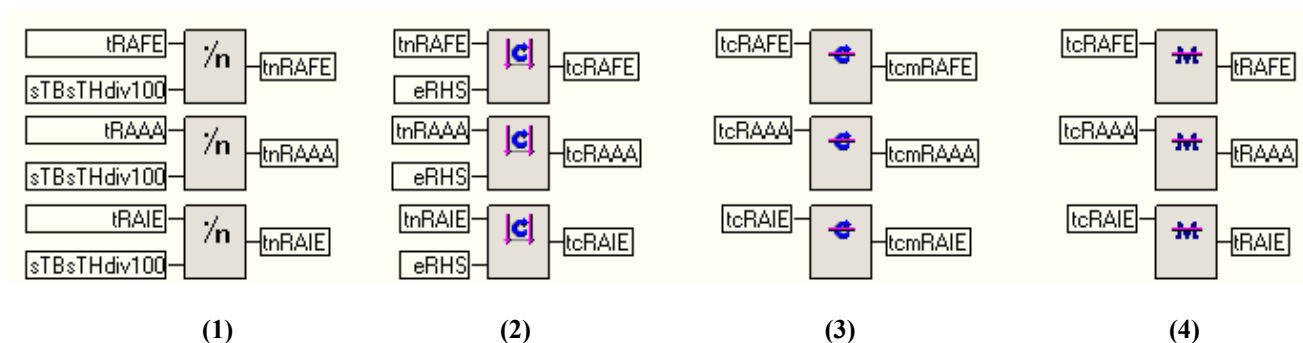 tRAFE
sTBsTHdiv100
·/n
tnRAFE
tRAAA
sTBsTHdiv100
·/n
tnRAAA
tRAIE
sTBsTHdiv100
·/n
tnRAIE
(1)
tnRAFE
eRHS
C
tcRAFE
tnRAAA
eRHS
C
tcRAAA
tnRAIE
eRHS
C
tcRAIE
(2)
tcRAFE
C
tcmRAFE
tcRAAA
C
tcmRAAA
tcRAIE
C
tcmRAIE
(3)
tcRAFE
M
tRAFE
tcRAAA
M
tRAAA
tcRAIE
M
tRAIE
(4)